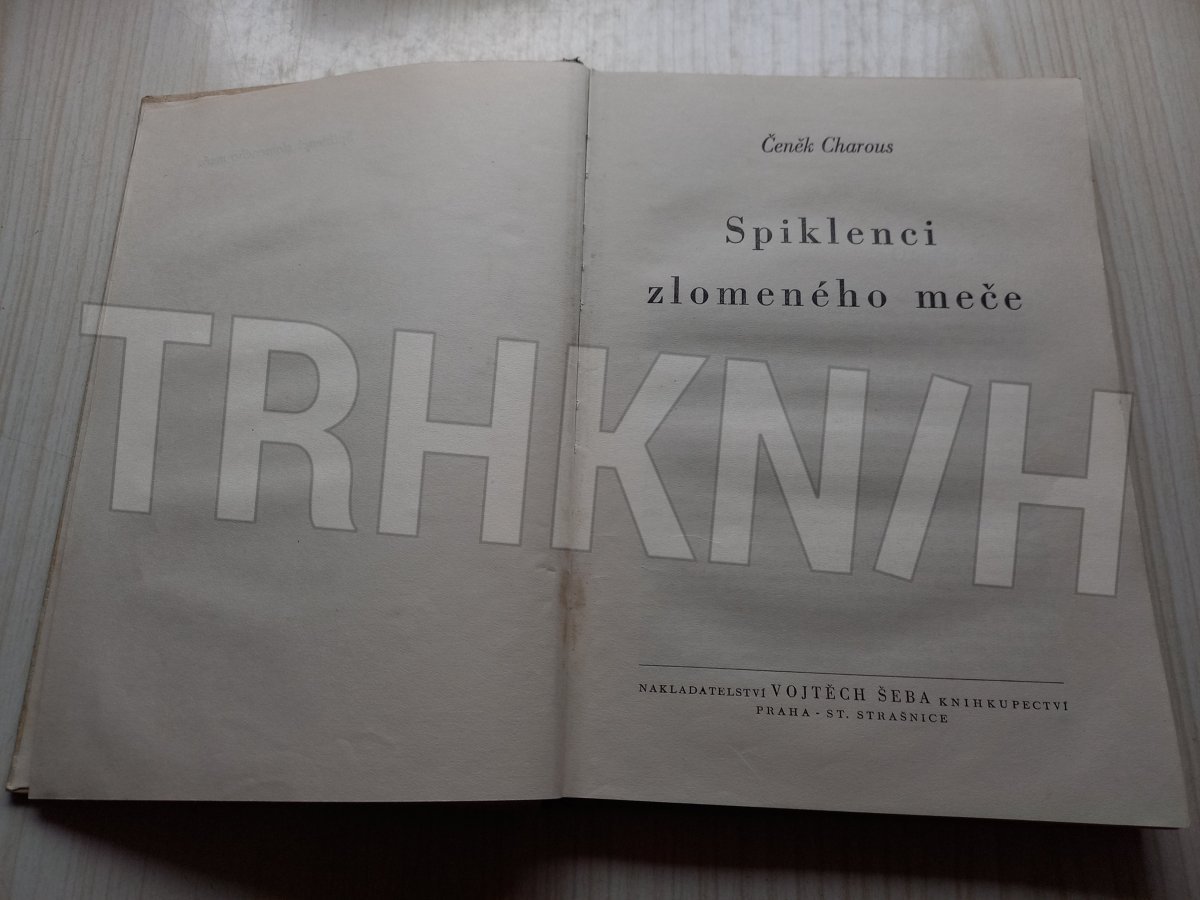 Čeněk Charous
Spiklenci
zlomeného meče
TRHKNIH
NAKLADATELSTVÍ VOJTĚCH ŠEBA KNIHKUPECTVÍ
PRAHA - ST. STRAŠNICE